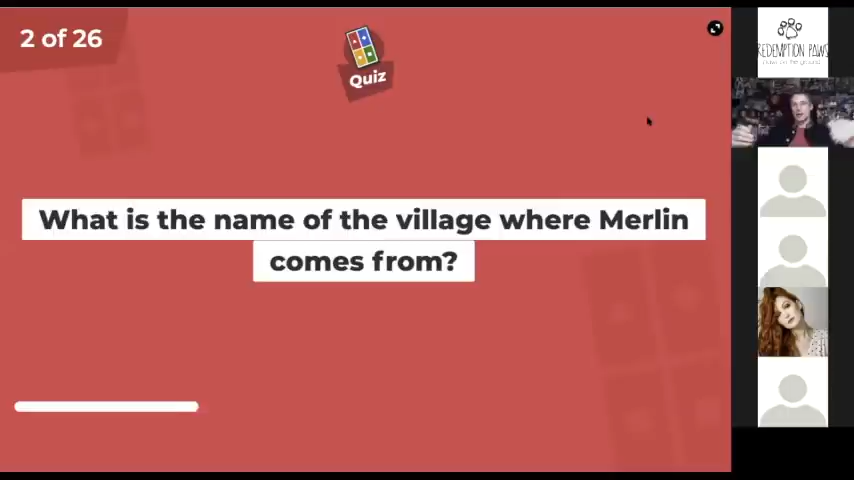 2 of 26
Quiz
What is the name of the village where Merlin
comes from?
REDEMPTION PAWS